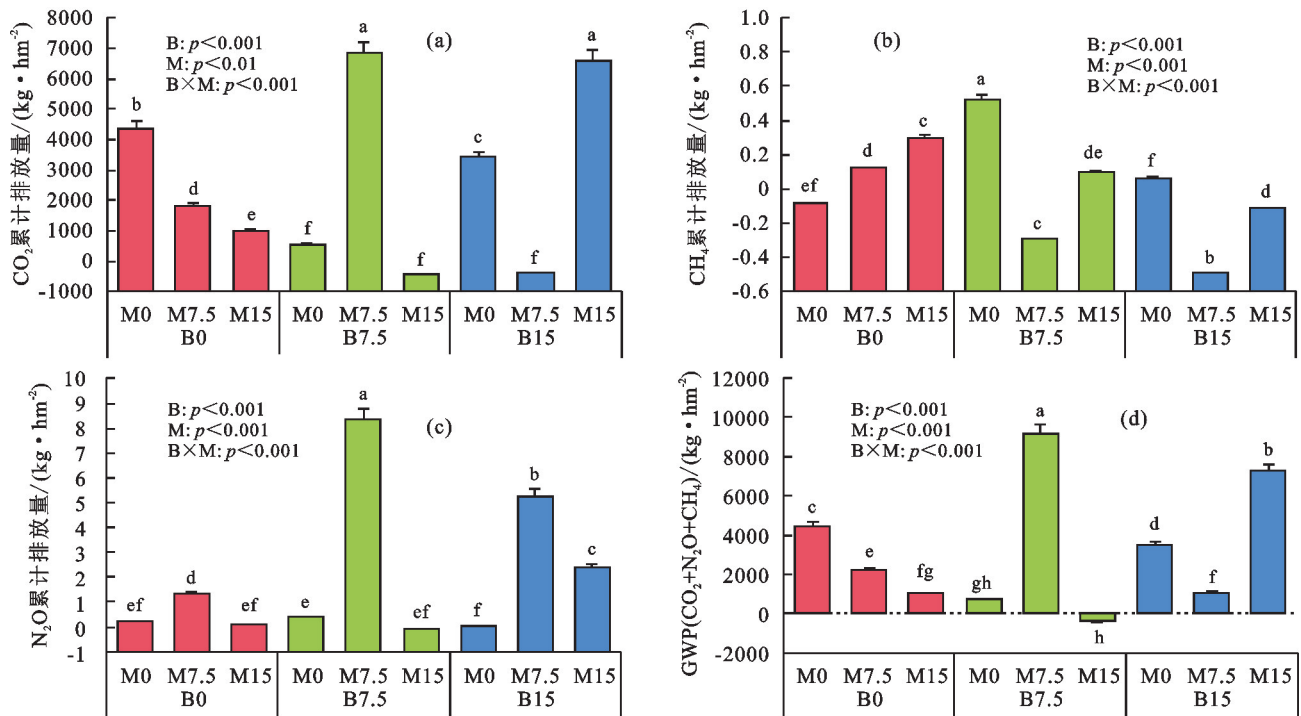 CO₂累计排放量/(kg·hm⁻²)
8000
7000
6000
5000
4000
3000
2000
1000
0
-1000
B: p<0.001
M: p<0.01
B×M: p<0.001
(a)
b
d
e
f
a
f
c
f
a
M0 M7.5 M15 M0 M7.5 M15 M0 M7.5 M15
B0 B7.5 B15
CH₄累计排放量/(kg·hm⁻²)
1.0
0.8
0.6
0.4
0.2
0
-0.2
-0.4
0.6
(b)
B: p<0.001
M: p<0.001
B×M: p<0.001
ef
d
c
a
c
de
f
b
d
M0 M7.5 M15 M0 M7.5 M15 M0 M7.5 M15
B0 B7.5 B15
N₂O累计排放量/(kg·hm⁻²)
10
9
8
7
6
5
4
3
2
1
0
-1
B: p<0.001
M: p<0.001
B×M: p<0.001
(c)
ef
d
ef
e
a
ef
f
b
c
M0 M7.5 M15 M0 M7.5 M15 M0 M7.5 M15
B0 B7.5 B15
GWP(CO₂+N₂O+CH₄)/(kg·hm⁻²)
12000
10000
8000
6000
4000
2000
0
-2000
B: p<0.001
M: p<0.001
B×M: p<0.001
(d)
c
e
fg
gh
a
h
d
f
b
M0 M7.5 M15 M0 M7.5 M15 M0 M7.5 M15
B0 B7.5 B15